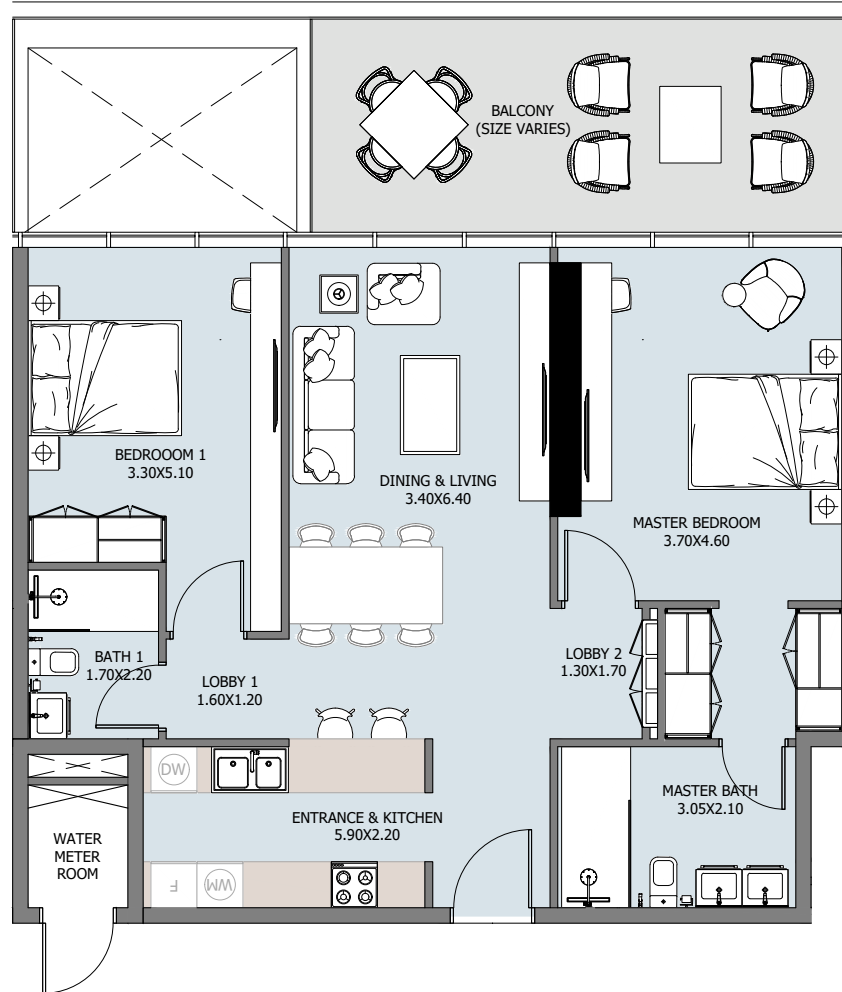 BALCONY
(SIZE VARIES)
BEDROOOM 1
3.30X5.10
DINING & LIVING
3.40X6.40
MASTER BEDROOM
3.70X4.60
BATH 1
1.70X2.20
LOBBY 1
1.60X1.20
LOBBY 2
1.30X1.70
DW
ENTRANCE & KITCHEN
5.90X2.20
MASTER BATH
3.05X2.10
WATER
METER
ROOM
F
WM